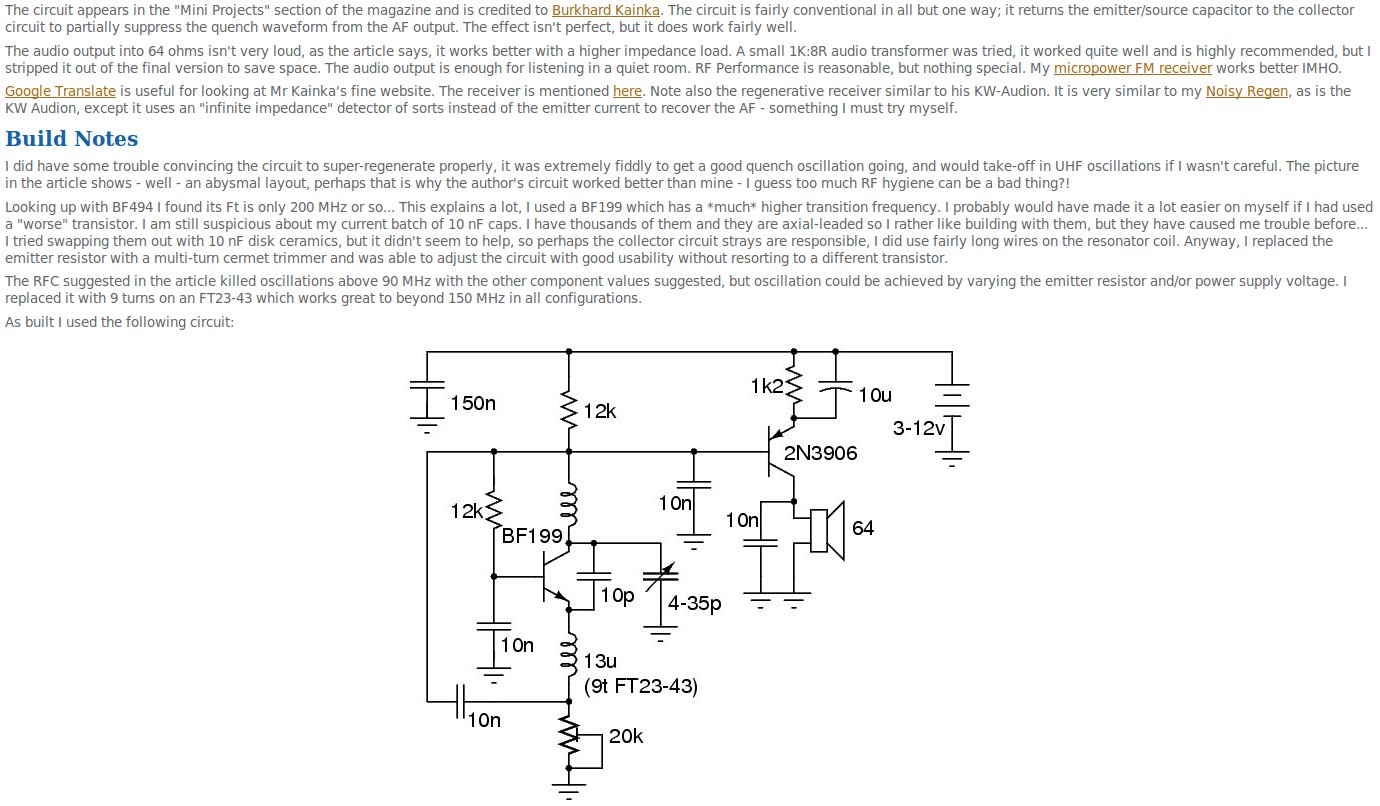 The circuit appears in the "Mini Projects" section of the magazine and is credited to Burkhard Kainka. The circuit is fairly conventional in all but one way; it returns the emitter/source capacitor to the collector
circuit to partially suppress the quench waveform from the AF output. The effect isn't perfect, but it does work fairly well.
The audio output into 64 ohms isn't very loud, as the article says, it works better with a higher impedance load. A small 1K:8R audio transformer was tried, it worked quite well and is highly recommended, but I
stripped it out of the final version to save space. The audio output is enough for listening in a quiet room. RF Performance is reasonable, but nothing special. My micropower FM receiver works better IMHO.
Google Translate is useful for looking at Mr Kainka's fine website. The receiver is mentioned here. Note also the regenerative receiver similar to his KW-Audion. It is very similar to my Noisy Regen, as is the
KW Audion, except it uses an "infinite impedance" detector of sorts instead of the emitter current to recover the AF - something I must try myself.
Build Notes
I did have some trouble convincing the circuit to super-regenerate properly, it was extremely fiddly to get a good quench oscillation going, and would take-off in UHF oscillations if I wasn't careful. The picture
in the article shows - well - an abysmal layout, perhaps that is why the author's circuit worked better than mine - I guess too much RF hygiene can be a bad thing?!
Looking up with BF494 I found its Ft is only 200 MHz or so... This explains a lot, I used a BF199 which has a *much* higher transition frequency. I probably would have made it a lot easier on myself if I had used
a "worse" transistor. I am still suspicious about my current batch of 10 nF caps. I have thousands of them and they are axial-leaded so I rather like building with them, but they have caused me trouble before...
I tried swapping them out with 10 nF disk ceramics, but it didn't seem to help, so perhaps the collector circuit strays are responsible, I did use fairly long wires on the resonator coil. Anyway, I replaced the
emitter resistor with a multi-turn cermet trimmer and was able to adjust the circuit with good usability without resorting to a different transistor.
The RFC suggested in the article killed oscillations above 90 MHz with the other component values suggested, but oscillation could be achieved by varying the emitter resistor and/or power supply voltage. I
replaced it with 9 turns on an FT23-43 which works great to beyond 150 MHz in all configurations.
As built I used the following circuit:
150n
12k
1k2
10u
3-12v
2N3906
12k
BF199
10n
10n
64
10p
4-35p
10n
13u
(9t FT23-43)
10n
20k